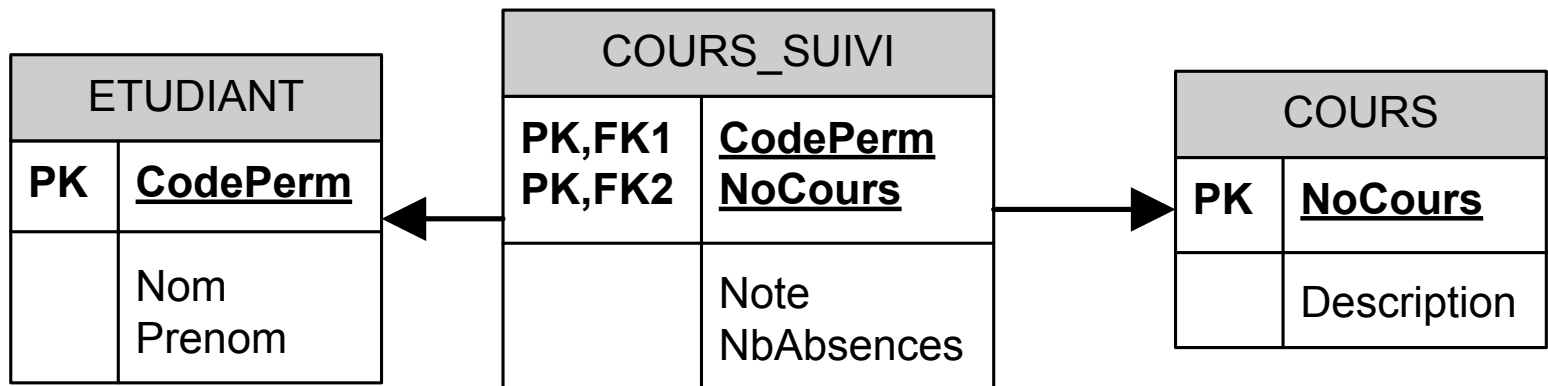 ETUDIANT
PK CodePerm
Nom
Prenom
COURS_SUIVI
PK,FK1 CodePerm
PK,FK2 NoCours
Note
NbAbsences
COURS
PK NoCours
Description